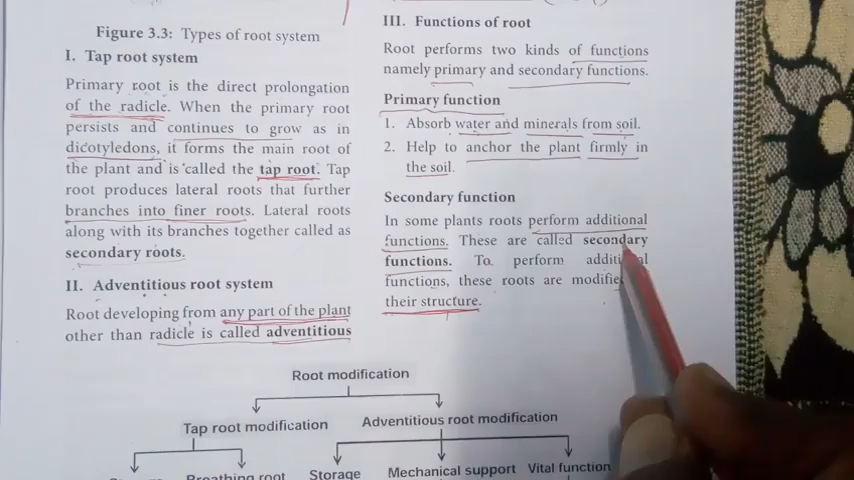 Figure 3.3: Types of root system
I. Tap root system
Primary root is the direct prolongation
of the radicle. When the primary root
persists and continues to grow as in
dicotyledons, it forms the main root of
the plant and is called the tap root. Tap
root produces lateral roots that further
branches into finer roots. Lateral roots
along with its branches together called as
secondary roots.
II. Adventitious root system
Root developing from any part of the plant
other than radicle is called adventitious
III. Functions of root
Root performs two kinds of functions
namely primary and secondary functions.
Primary function
1. Absorb water and minerals from soil.
2. Help to anchor the plant firmly in
the soil.
Secondary function
In some plants roots perform additional
functions. These are called secondary
functions. To perform additional
functions, these roots are modifie
their structure.
Root modification
Tap root modification Adventitious root modification
Breathing root Storage Mechanical support Vital function